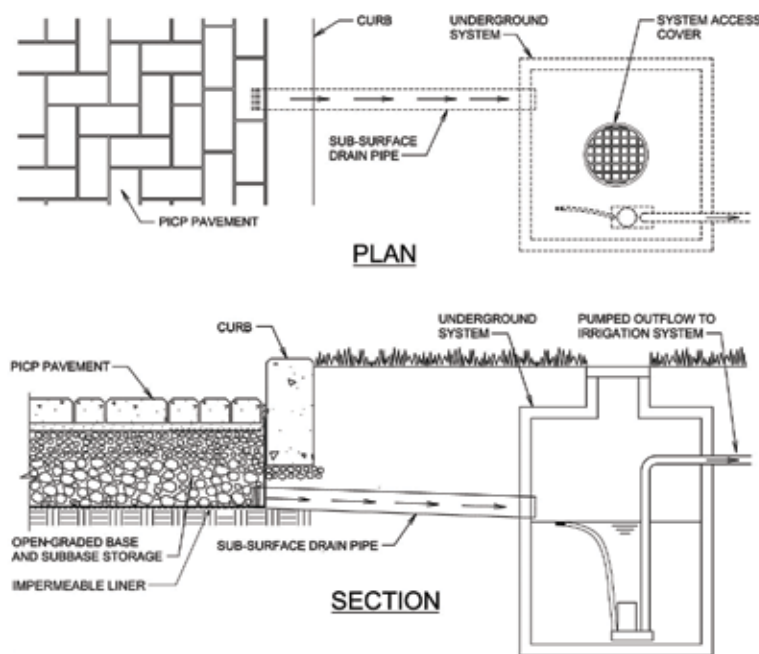 CURB
UNDERGROUND
SYSTEM
SYSTEM ACCESS
COVER
SUB-SURFACE
DRAIN PIPE
PICP PAVEMENT
PLAN
CURB
UNDERGROUND
SYSTEM
PUMPED OUTFLOW TO
IRRIGATION SYSTEM
PICP PAVEMENT
OPEN-GRADED BASE
AND SUBBASE STORAGE
SUB-SURFACE DRAIN PIPE
IMPERMEABLE LINER
SECTION